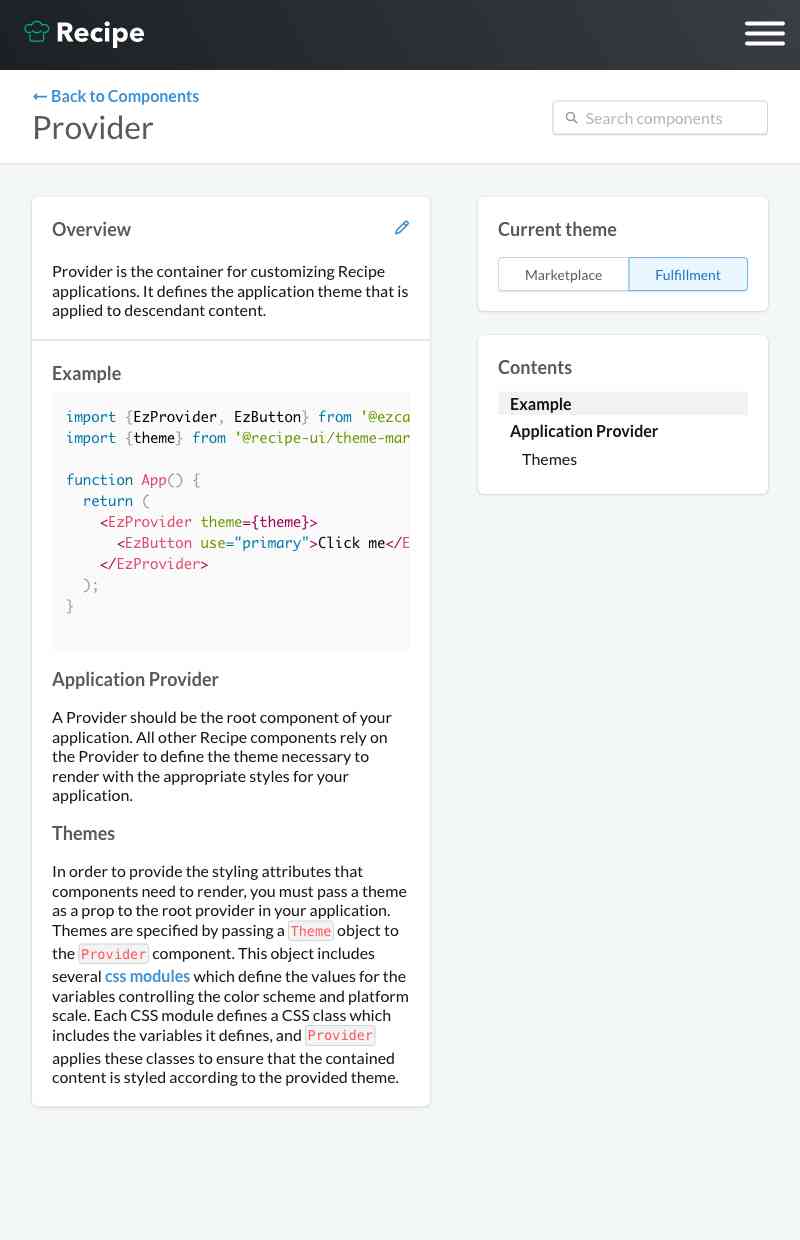 Recipe
← Back to Components
Provider
Search components
Overview
Provider is the container for customizing Recipe
applications. It defines the application theme that is
applied to descendant content.
Example
import {EzProvider, EzButton} from '@ezca
import {theme} from '@recipe-ui/theme-mar
function App() {
  return (
    <EzProvider theme={theme}>
      <EzButton use="primary">Click me</E
    </EzProvider>
  );
}
Application Provider
A Provider should be the root component of your
application. All other Recipe components rely on
the Provider to define the theme necessary to
render with the appropriate styles for your
application.
Themes
In order to provide the styling attributes that
components need to render, you must pass a theme
as a prop to the root provider in your application.
Themes are specified by passing a Theme object to
the Provider component. This object includes
several css modules which define the values for the
variables controlling the color scheme and platform
scale. Each CSS module defines a CSS class which
includes the variables it defines, and Provider
applies these classes to ensure that the contained
content is styled according to the provided theme.
Current theme
Marketplace Fulfillment
Contents
Example
Application Provider
Themes